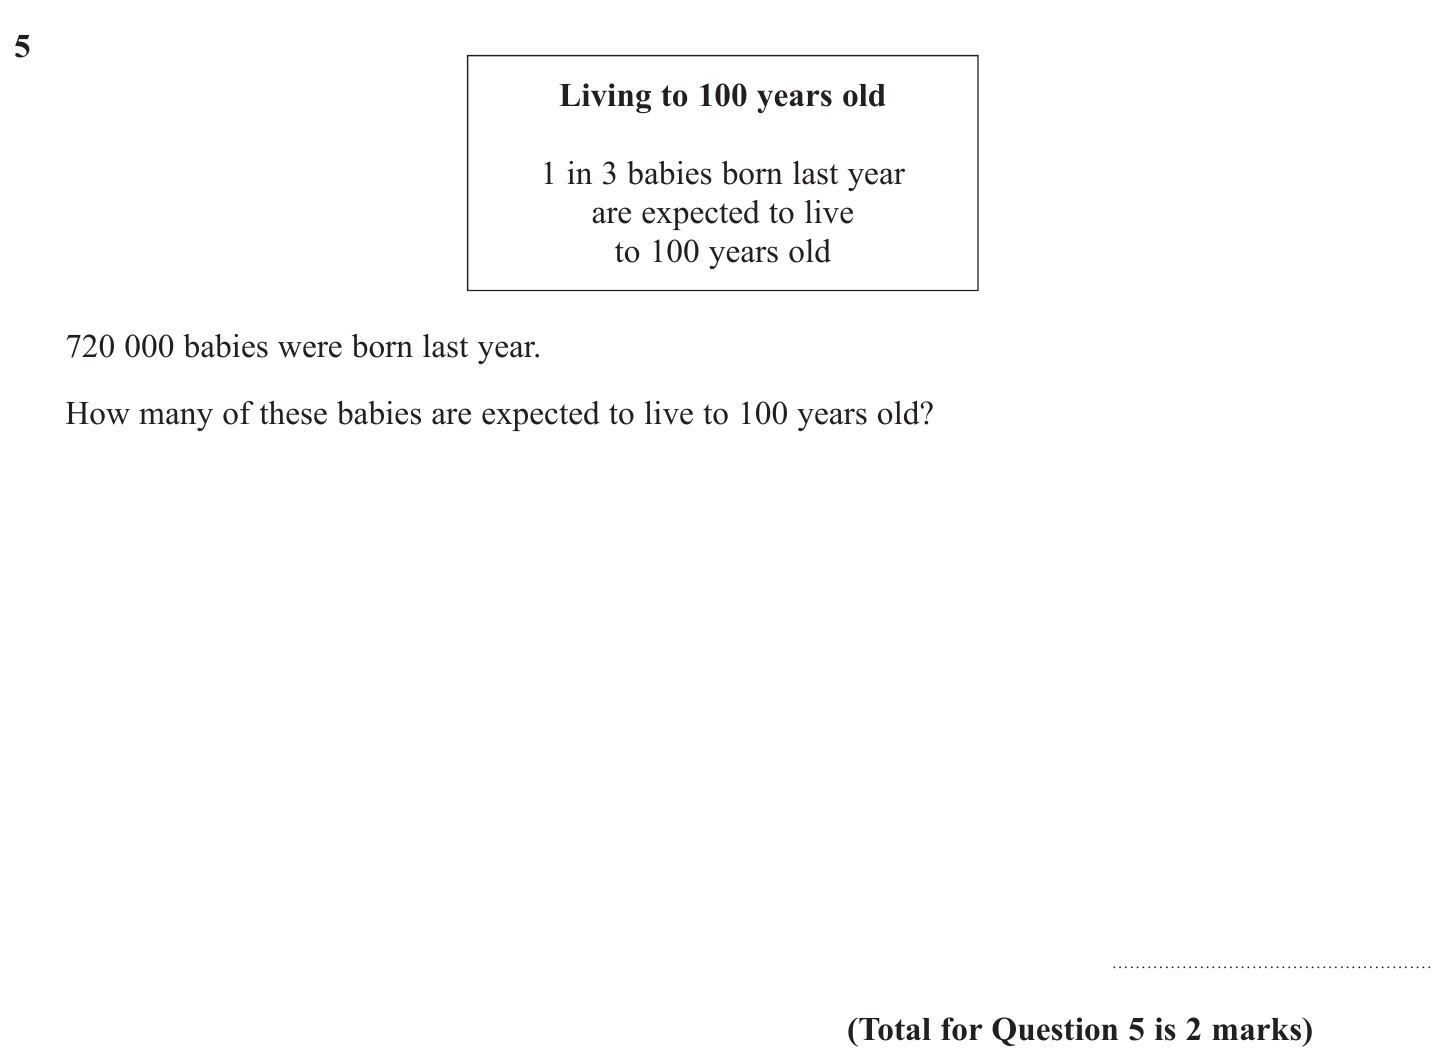 5
Living to 100 years old
1 in 3 babies born last year
are expected to live
to 100 years old
720 000 babies were born last year.
How many of these babies are expected to live to 100 years old?
(Total for Question 5 is 2 marks)